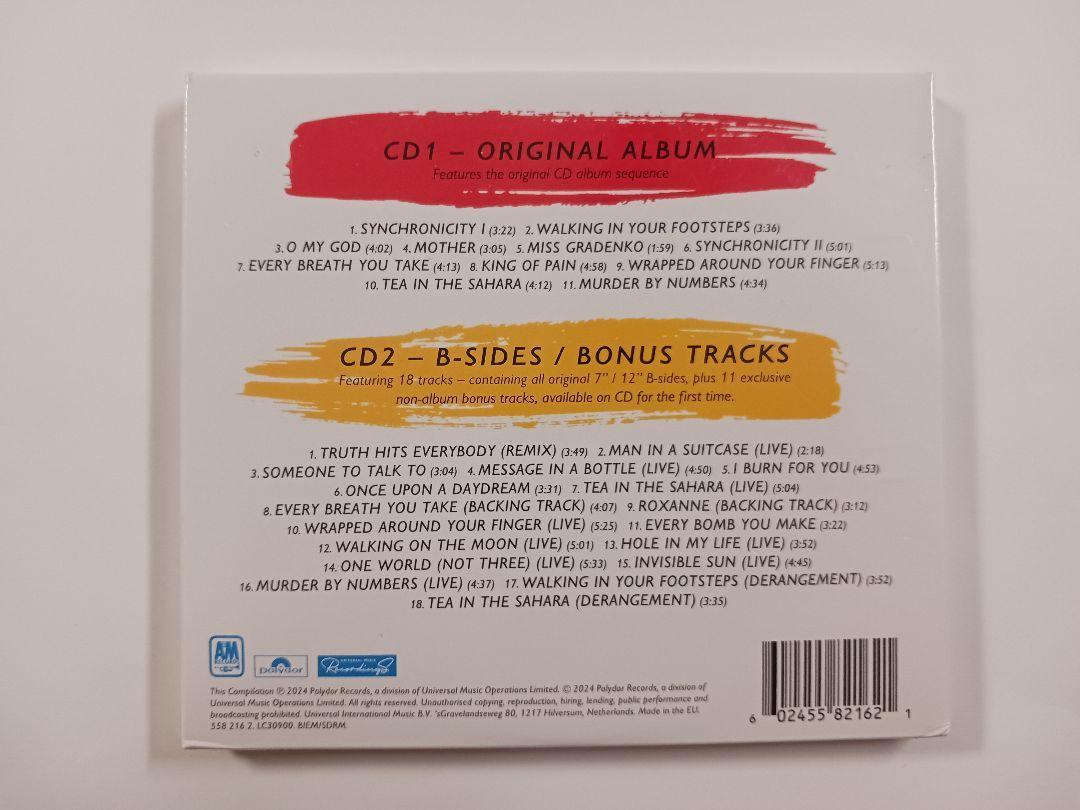 CD1 – ORIGINAL ALBUM
Features the original CD album sequence
1. SYNCHRONICITY I (3:22) 2. WALKING IN YOUR FOOTSTEPS (3:36)
3. O MY GOD (4:02) 4. MOTHER (3:05) 5. MISS GRADENKO (1:59) 6. SYNCHRONICITY II (5:01)
7. EVERY BREATH YOU TAKE (4:13) 8. KING OF PAIN (4:58) 9. WRAPPED AROUND YOUR FINGER (5:13)
10. TEA IN THE SAHARA (4:12) 11. MURDER BY NUMBERS (4:34)
CD2 – B-SIDES / BONUS TRACKS
Featuring 18 tracks – containing all original 7" / 12" B-sides, plus 11 exclusive
non-album bonus tracks, available on CD for the first time.
1. TRUTH HITS EVERYBODY (REMIX) (3:49) 2. MAN IN A SUITCASE (LIVE) (2:18)
3. SOMEONE TO TALK TO (3:04) 4. MESSAGE IN A BOTTLE (LIVE) (4:50) 5. I BURN FOR YOU (4:53)
6. ONCE UPON A DAYDREAM (3:31) 7. TEA IN THE SAHARA (LIVE) (5:04)
8. EVERY BREATH YOU TAKE (BACKING TRACK) (4:07) 9. ROXANNE (BACKING TRACK) (3:12)
10. WRAPPED AROUND YOUR FINGER (LIVE) (5:25) 11. EVERY BOMB YOU MAKE (3:22)
12. WALKING ON THE MOON (LIVE) (5:01) 13. HOLE IN MY LIFE (LIVE) (3:52)
14. ONE WORLD (NOT THREE) (LIVE) (5:33) 15. INVISIBLE SUN (LIVE) (4:45)
16. MURDER BY NUMBERS (LIVE) (4:37) 17. WALKING IN YOUR FOOTSTEPS (DERANGEMENT) (3:52)
18. TEA IN THE SAHARA (DERANGEMENT) (3:35)
A&M
Polydor
UNIVERSAL MUSIC
Recordings
This Compilation ℗ 2024 Polydor Records, a division of Universal Music Operations Limited. © 2024 Polydor Records, a division of
Universal Music Operations Limited. All rights reserved. Unauthorised copying, reproduction, hiring, lending, public performance and
broadcasting prohibited. Universal International Music B.V. 'sGravelandseweg 80, 1217 Hilversum, Netherlands. Made in the EU.
558 216 2. LC30900. BIEM/SDRM.
6 02455 82162 1